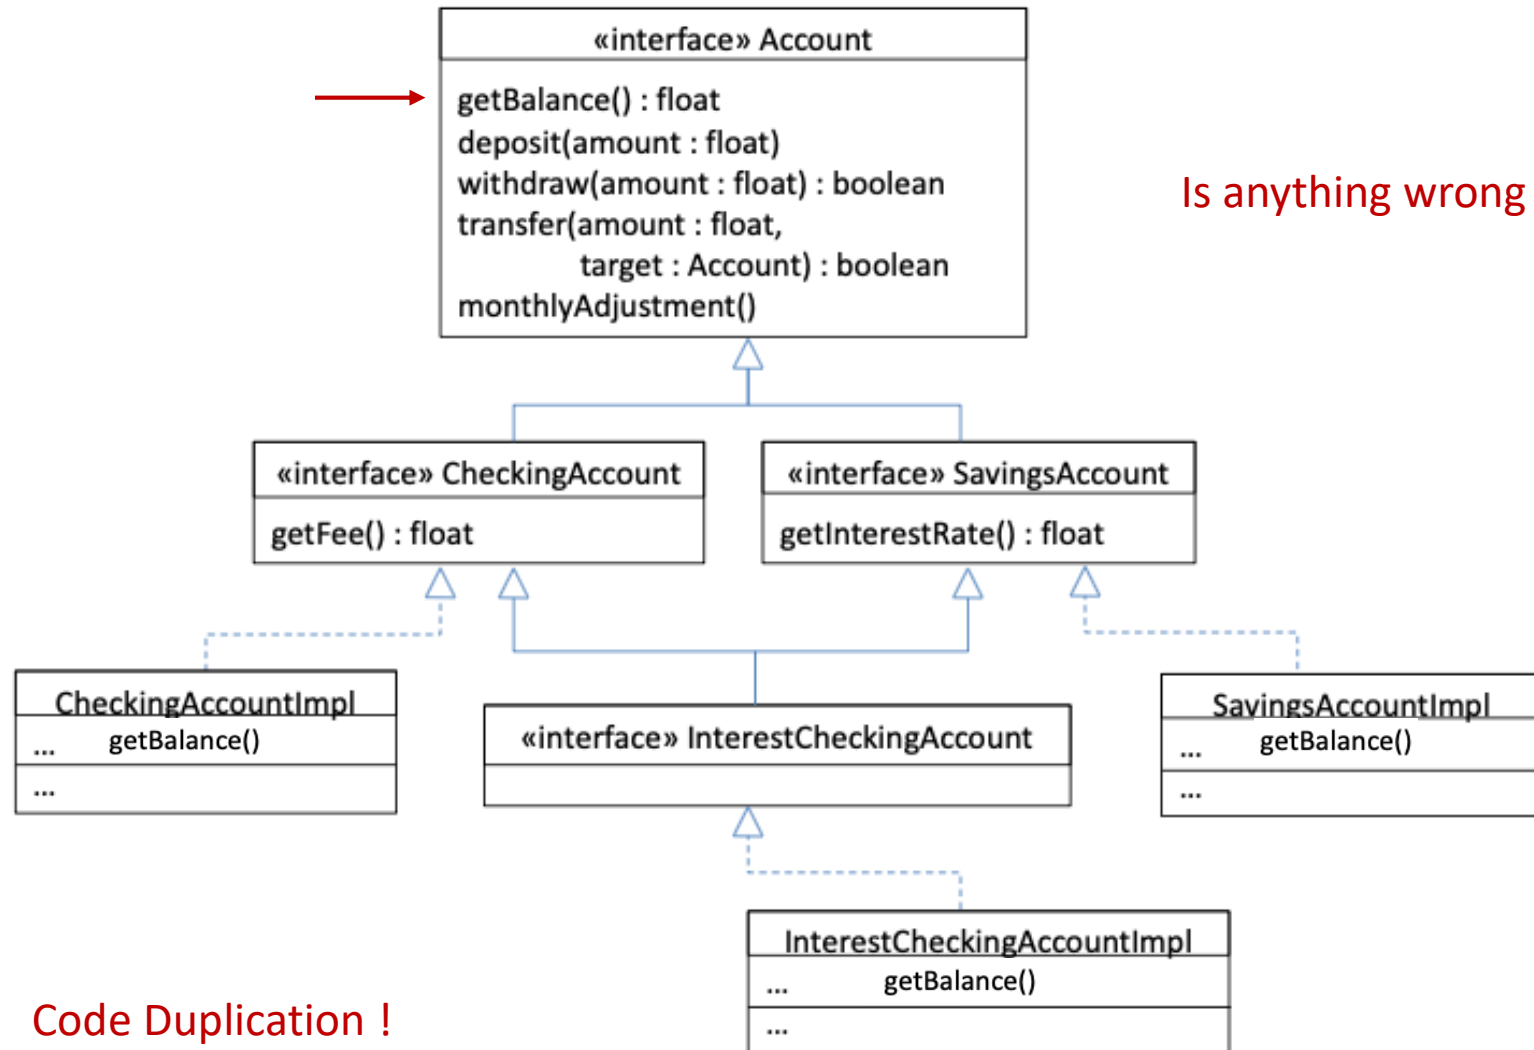 «interface» Account
getBalance() : float
deposit(amount : float)
withdraw(amount : float) : boolean
transfer(amount : float,
target : Account) : boolean
monthlyAdjustment()
Is anything wrong
«interface» CheckingAccount
getFee() : float
«interface» SavingsAccount
getInterestRate() : float
CheckingAccountImpl
... getBalance()
...
«interface» InterestCheckingAccount
SavingsAccountImpl
... getBalance()
...
InterestCheckingAccountImpl
... getBalance()
...
Code Duplication !